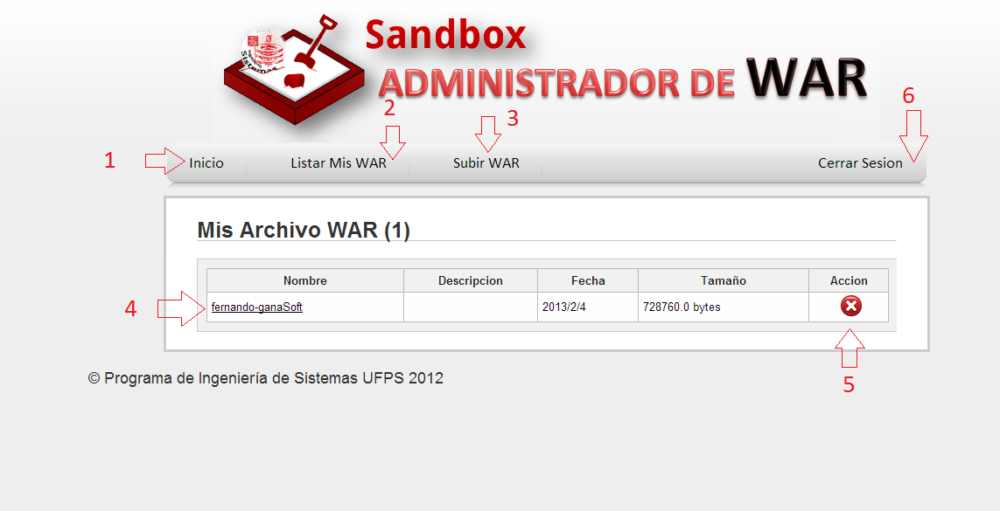 Sandbox
ADMINISTRADOR DE WAR
Ingeniería
Sistemas
1 Inicio 2 Listar Mis WAR 3 Subir WAR 6 Cerrar Sesion
Mis Archivo WAR (1)
Nombre Descripcion Fecha Tamaño Accion
4 fernando-ganaSoft 2013/2/4 728760.0 bytes
5
© Programa de Ingeniería de Sistemas UFPS 2012